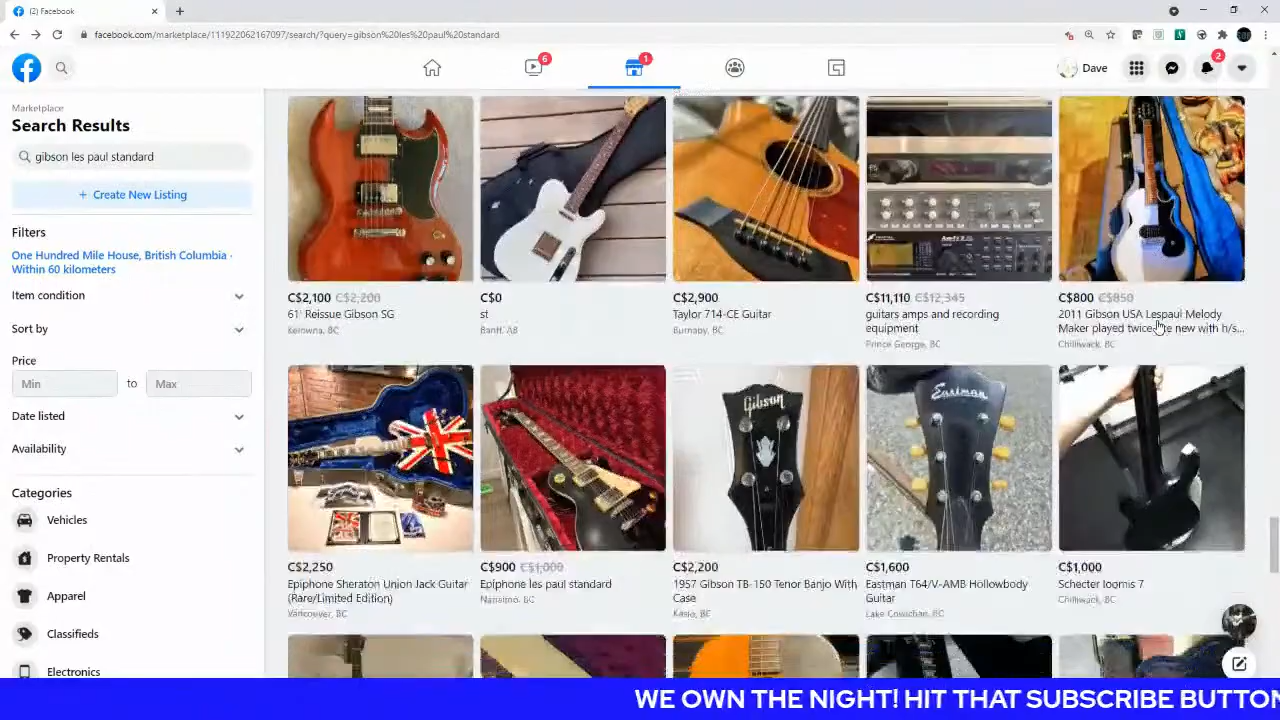 (2) Facebook
facebook.com/marketplace/111922062167097/search/?query=gibson%20les%20paul%20standard
6
1
Dave
2
Marketplace
Search Results
gibson les paul standard
+ Create New Listing
Filters
One Hundred Mile House, British Columbia ·
Within 60 kilometers
Item condition
Sort by
Price
Min
to
Max
Date listed
Availability
Categories
Vehicles
Property Rentals
Apparel
Classifieds
Electronics
C$2,100 C$2,200
61' Reissue Gibson SG
Kelowna, BC
C$0
st
Banff, AB
C$2,900
Taylor 714-CE Guitar
Burnaby, BC
C$11,110 C$12,345
guitars amps and recording
equipment
Prince George, BC
C$800 C$850
2011 Gibson USA Lespaul Melody
Maker played twice new with h/s...
Chilliwack, BC
Gibson
Eastman
C$2,250
Epiphone Sheraton Union Jack Guitar
(Rare/Limited Edition)
Vancouver, BC
C$900 C$1,000
Epiphone les paul standard
Nanaimo, BC
C$2,200
1957 Gibson TB-150 Tenor Banjo With
Case
Kaslo, BC
C$1,600
Eastman T64/V-AMB Hollowbody
Guitar
Lake Cowichan, BC
C$1,000
Schecter loomis 7
Chilliwack, BC
WE OWN THE NIGHT! HIT THAT SUBSCRIBE BUTTON